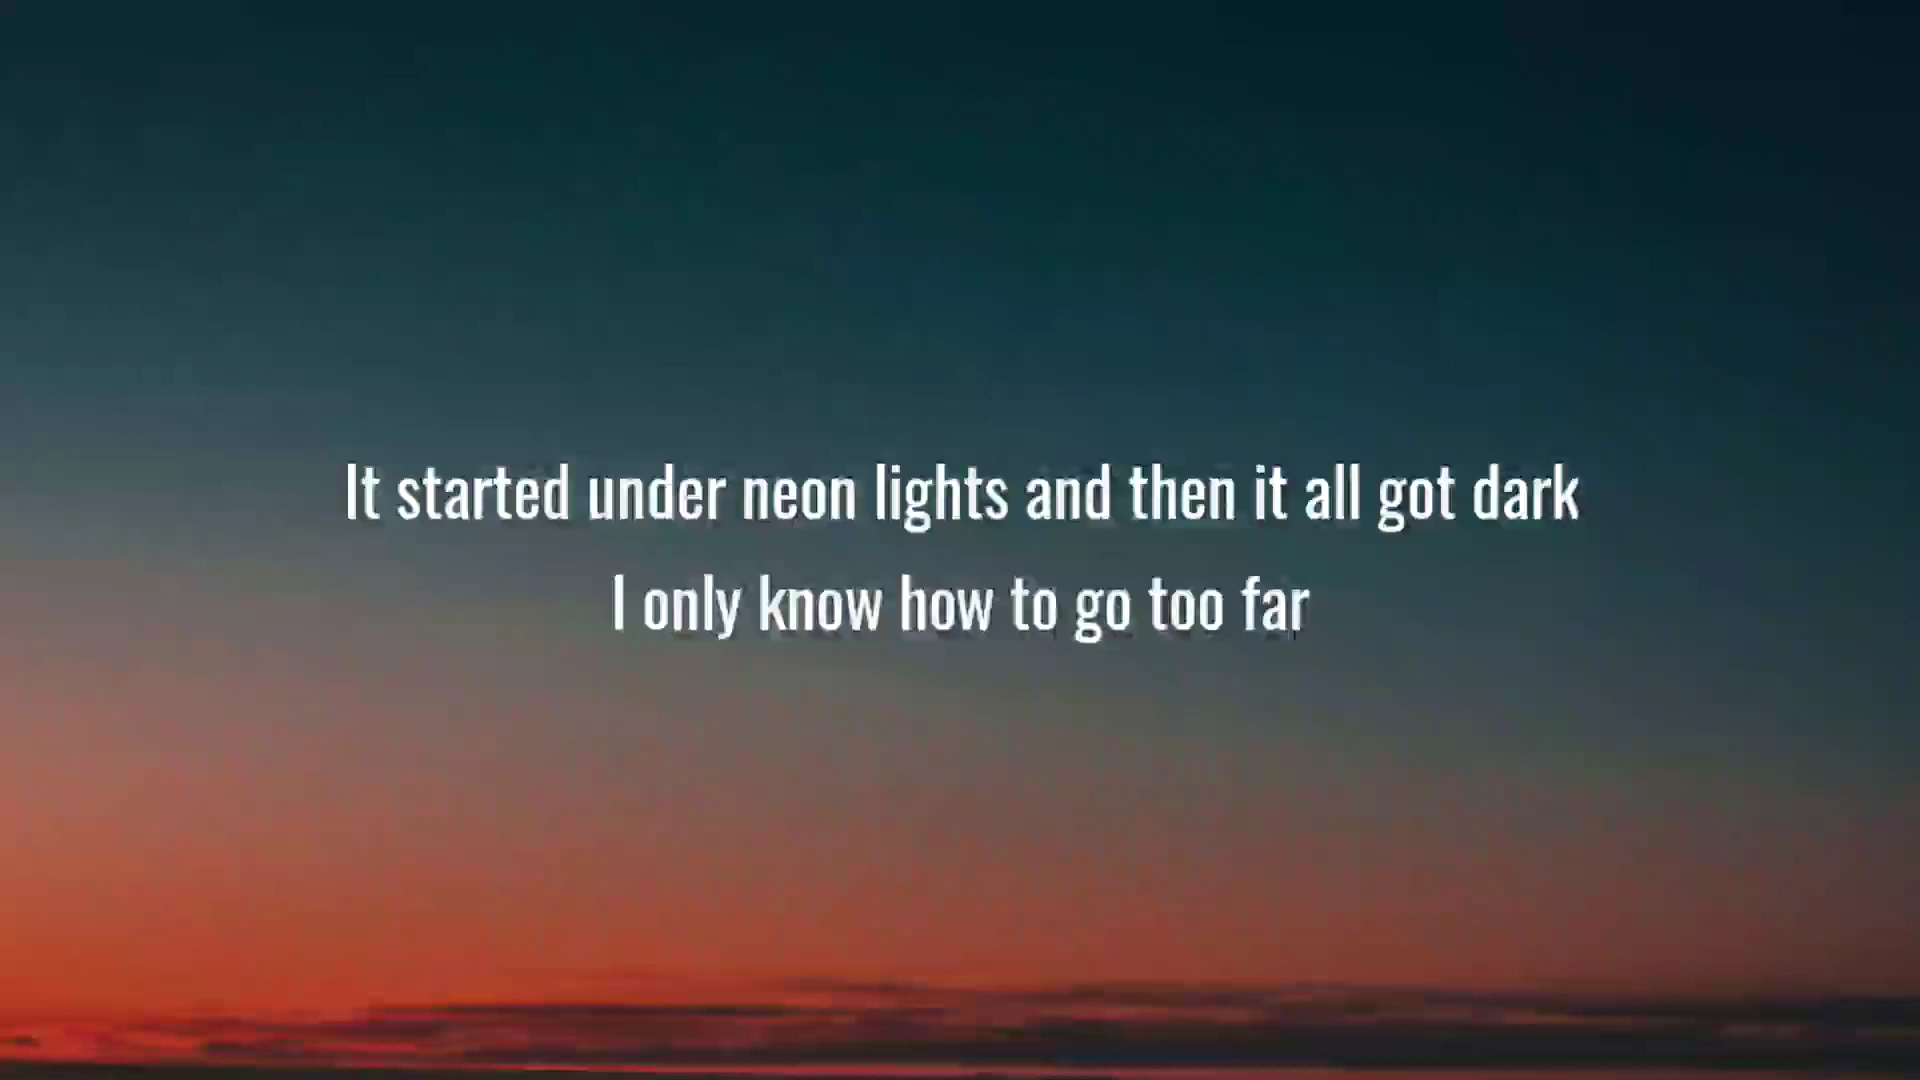 It started under neon lights and then it all got dark
I only know how to go too far